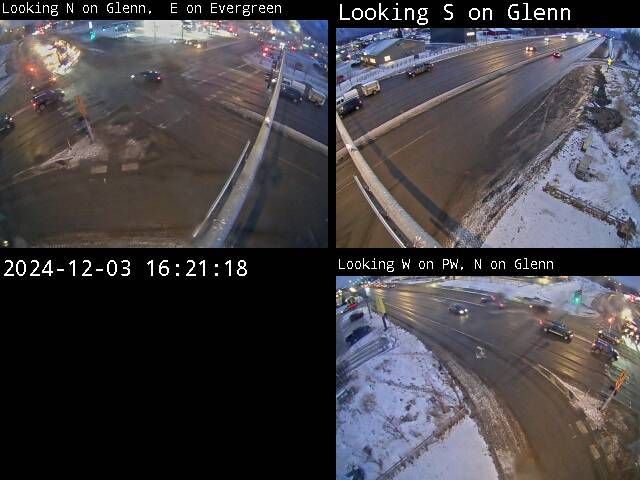 Looking N on Glenn,  E on Evergreen
Looking S on Glenn
2024-12-03 16:21:18
Looking W on PW, N on Glenn